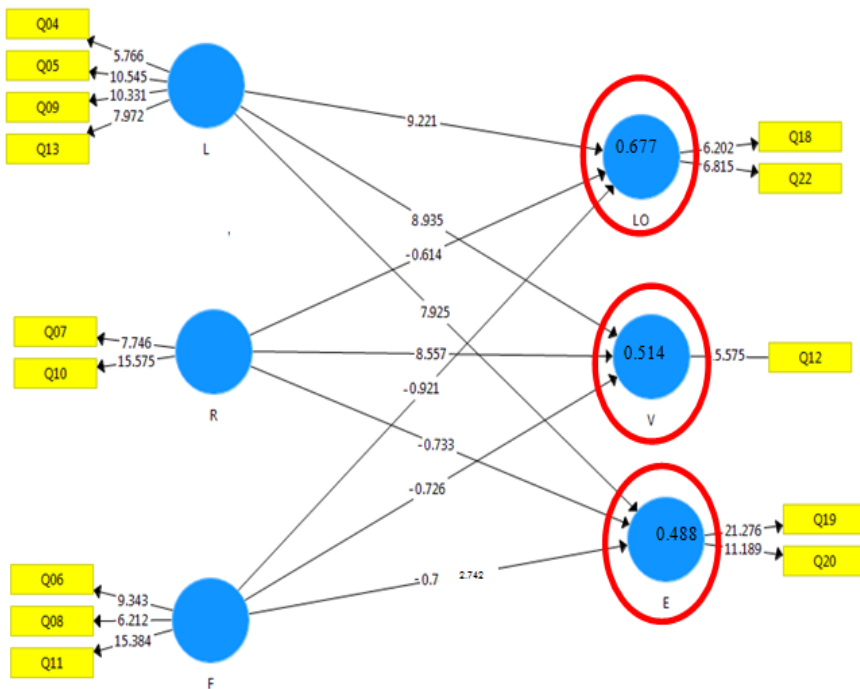 Q04
Q05
Q09
Q13
5.766
10.545
10.331
7.972
L
9.221
0.677
LO
6.202
6.815
Q18
Q22
8.935
-0.614
7.925
Q07
Q10
7.746
15.575
R
8.557
-0.921
0.514
V
5.575
Q12
-0.733
-0.726
Q06
Q08
Q11
9.343
6.212
15.384
F
-0.7
2.742
0.488
E
21.276
11.189
Q19
Q20